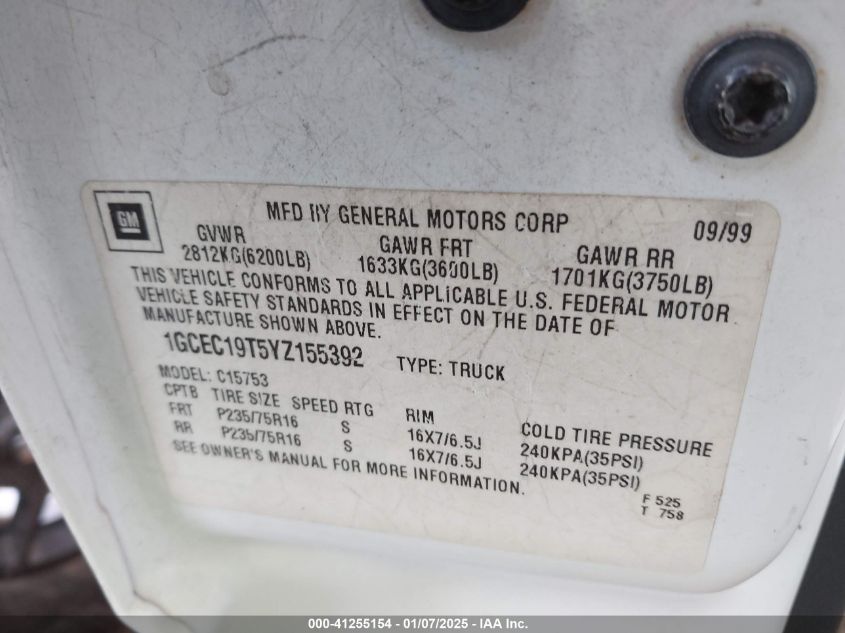 GM
MFD BY GENERAL MOTORS CORP 09/99
GVWR GAWR FRT GAWR RR
2812KG(6200LB) 1633KG(3600LB) 1701KG(3750LB)
THIS VEHICLE CONFORMS TO ALL APPLICABLE U.S. FEDERAL MOTOR
VEHICLE SAFETY STANDARDS IN EFFECT ON THE DATE OF
MANUFACTURE SHOWN ABOVE.
1GCEC19T5YZ155392 TYPE: TRUCK
MODEL: C15753
CPTB TIRE SIZE SPEED RTG RIM COLD TIRE PRESSURE
FRT P235/75R16 S 16X7/6.5J 240KPA(35PSI)
RR P235/75R16 S 16X7/6.5J 240KPA(35PSI)
SEE OWNER'S MANUAL FOR MORE INFORMATION.
F 525
T 758
000-41255154 - 01/07/2025 - IAA Inc.